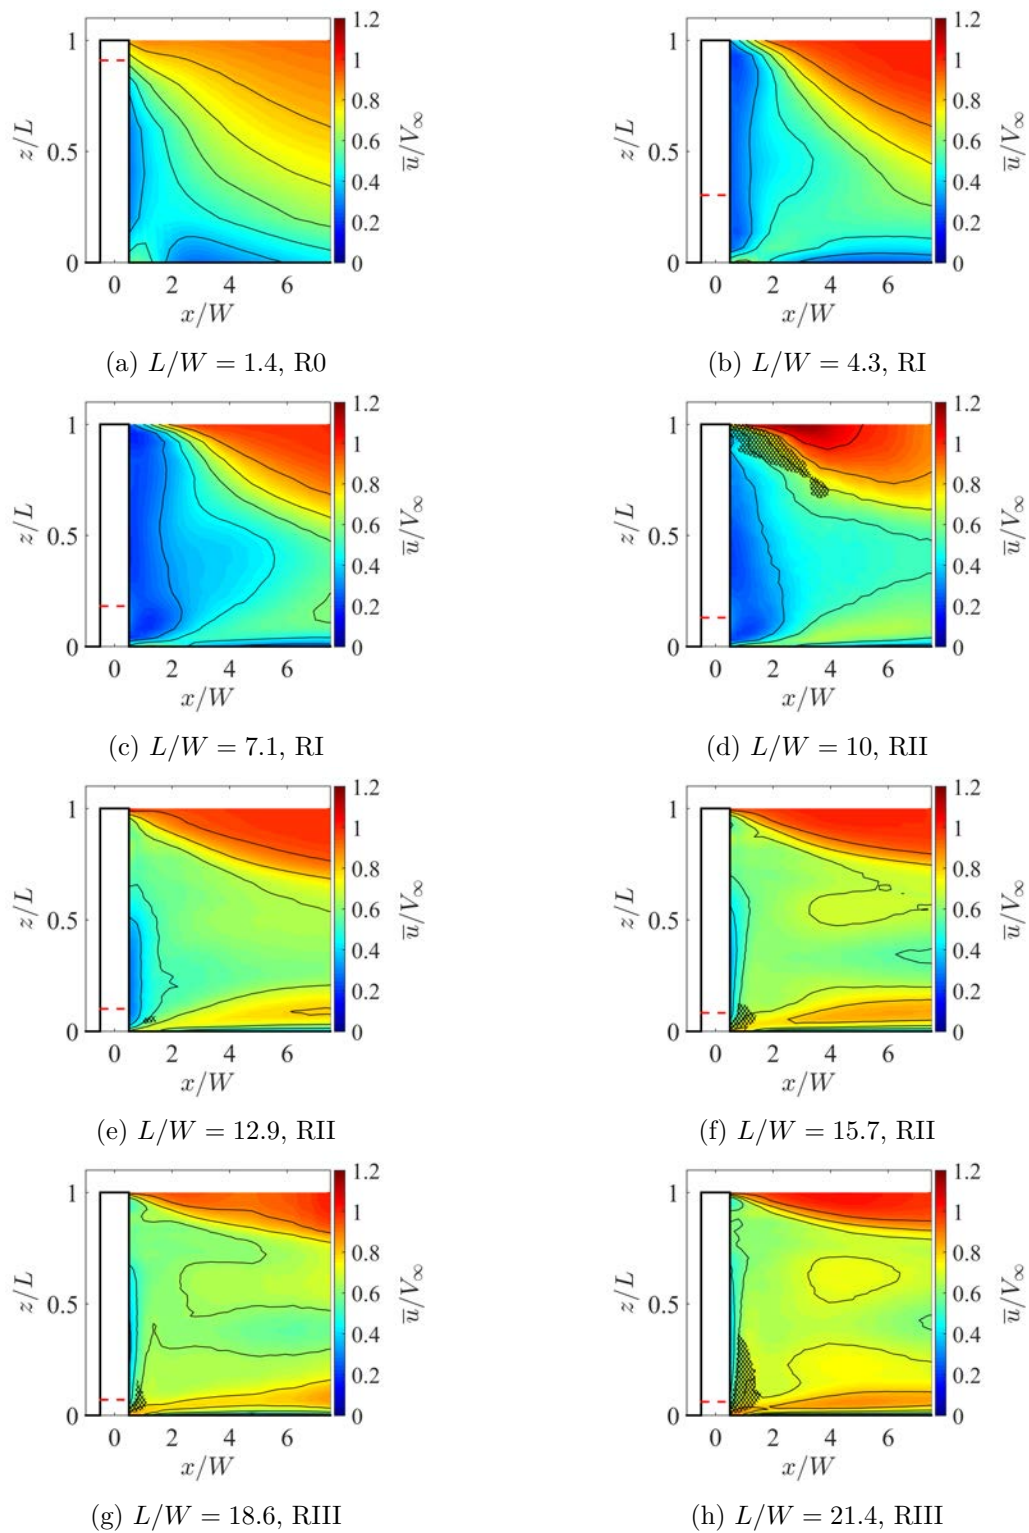 1.2
1
0.8
0.6
0.4
0.2
0
1
0.5
0
z/L
0 2 4 6
x/W
u̅/V∞
(a) L/W = 1.4, R0
1.2
1
0.8
0.6
0.4
0.2
0
1
0.5
0
z/L
0 2 4 6
x/W
u̅/V∞
(b) L/W = 4.3, RI
1.2
1
0.8
0.6
0.4
0.2
0
1
0.5
0
z/L
0 2 4 6
x/W
u̅/V∞
(c) L/W = 7.1, RI
1.2
1
0.8
0.6
0.4
0.2
0
1
0.5
0
z/L
0 2 4 6
x/W
u̅/V∞
(d) L/W = 10, RII
1.2
1
0.8
0.6
0.4
0.2
0
1
0.5
0
z/L
0 2 4 6
x/W
u̅/V∞
(e) L/W = 12.9, RII
1.2
1
0.8
0.6
0.4
0.2
0
1
0.5
0
z/L
0 2 4 6
x/W
u̅/V∞
(f) L/W = 15.7, RII
1.2
1
0.8
0.6
0.4
0.2
0
1
0.5
0
z/L
0 2 4 6
x/W
u̅/V∞
(g) L/W = 18.6, RIII
1.2
1
0.8
0.6
0.4
0.2
0
1
0.5
0
z/L
0 2 4 6
x/W
u̅/V∞
(h) L/W = 21.4, RIII